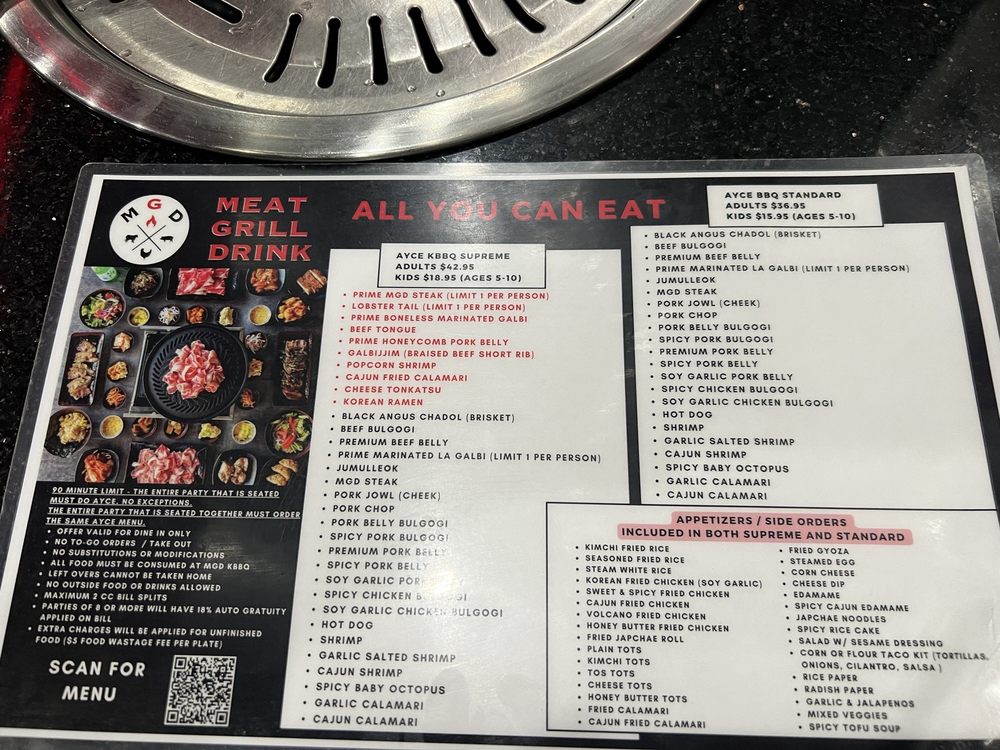 M G D
MEAT
GRILL
DRINK
ALL YOU CAN EAT
AYCE KBBQ SUPREME
ADULTS $42.95
KIDS $18.95 (AGES 5-10)
PRIME MGD STEAK (LIMIT 1 PER PERSON)
LOBSTER TAIL (LIMIT 1 PER PERSON)
PRIME BONELESS MARINATED GALBI
BEEF TONGUE
PRIME HONEYCOMB PORK BELLY
GALBIJJIM (BRAISED BEEF SHORT RIB)
POPCORN SHRIMP
CAJUN FRIED CALAMARI
CHEESE TONKATSU
KOREAN RAMEN
BLACK ANGUS CHADOL (BRISKET)
BEEF BULGOGI
PREMIUM BEEF BELLY
PRIME MARINATED LA GALBI (LIMIT 1 PER PERSON)
JUMULLEOK
MGD STEAK
PORK JOWL (CHEEK)
PORK CHOP
PORK BELLY BULGOGI
SPICY PORK BULGOGI
PREMIUM PORK BELLY
SPICY PORK BELLY
SOY GARLIC PORK BELLY
SPICY CHICKEN BULGOGI
SOY GARLIC CHICKEN BULGOGI
HOT DOG
SHRIMP
GARLIC SALTED SHRIMP
CAJUN SHRIMP
SPICY BABY OCTOPUS
GARLIC CALAMARI
CAJUN CALAMARI
AYCE BBQ STANDARD
ADULTS $36.95
KIDS $15.95 (AGES 5-10)
BLACK ANGUS CHADOL (BRISKET)
BEEF BULGOGI
PREMIUM BEEF BELLY
PRIME MARINATED LA GALBI (LIMIT 1 PER PERSON)
JUMULLEOK
MGD STEAK
PORK JOWL (CHEEK)
PORK CHOP
PORK BELLY BULGOGI
SPICY PORK BULGOGI
PREMIUM PORK BELLY
SPICY PORK BELLY
SOY GARLIC PORK BELLY
SPICY CHICKEN BULGOGI
SOY GARLIC CHICKEN BULGOGI
HOT DOG
SHRIMP
GARLIC SALTED SHRIMP
CAJUN SHRIMP
SPICY BABY OCTOPUS
GARLIC CALAMARI
CAJUN CALAMARI
APPETIZERS / SIDE ORDERS
INCLUDED IN BOTH SUPREME AND STANDARD
KIMCHI FRIED RICE
SEASONED FRIED RICE
STEAM WHITE RICE
KOREAN FRIED CHICKEN (SOY GARLIC)
SWEET & SPICY FRIED CHICKEN
CAJUN FRIED CHICKEN
VOLCANO FRIED CHICKEN
HONEY BUTTER FRIED CHICKEN
FRIED JAPCHAE ROLL
PLAIN TOTS
KIMCHI TOTS
TOS TOTS
CHEESE TOTS
HONEY BUTTER TOTS
FRIED CALAMARI
CAJUN FRIED CALAMARI
FRIED GYOZA
STEAMED EGG
CORN CHEESE
CHEESE DIP
EDAMAME
SPICY CAJUN EDAMAME
JAPCHAE NOODLES
SPICY RICE CAKE
SALAD W/ SESAME DRESSING
CORN OR FLOUR TACO KIT (TORTILLAS,
ONIONS, CILANTRO, SALSA )
RICE PAPER
RADISH PAPER
GARLIC & JALAPENOS
MIXED VEGGIES
SPICY TOFU SOUP
90 MINUTE LIMIT - THE ENTIRE PARTY THAT IS SEATED
MUST DO AYCE, NO EXCEPTIONS.
THE ENTIRE PARTY THAT IS SEATED TOGETHER MUST ORDER
THE SAME AYCE MENU.
OFFER VALID FOR DINE IN ONLY
NO TO-GO ORDERS / TAKE OUT
NO SUBSTITUTIONS OR MODIFICATIONS
ALL FOOD MUST BE CONSUMED AT MGD KBBQ
LEFT OVERS CANNOT BE TAKEN HOME
NO OUTSIDE FOOD OR DRINKS ALLOWED
MAXIMUM 2 CC BILL SPLITS
PARTIES OF 8 OR MORE WILL HAVE 18% AUTO GRATUITY
APPLIED ON BILL
EXTRA CHARGES WILL BE APPLIED FOR UNFINISHED
FOOD ($5 FOOD WASTAGE FEE PER PLATE)
SCAN FOR
MENU